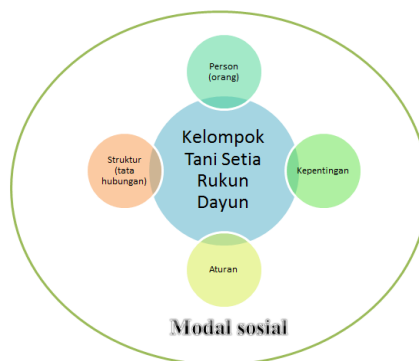 Person
(orang)
Kelompok
Tani Setia
Rukun
Dayun
Struktur
(tata
hubungan)
Kepentingan
Aturan
Modal sosial